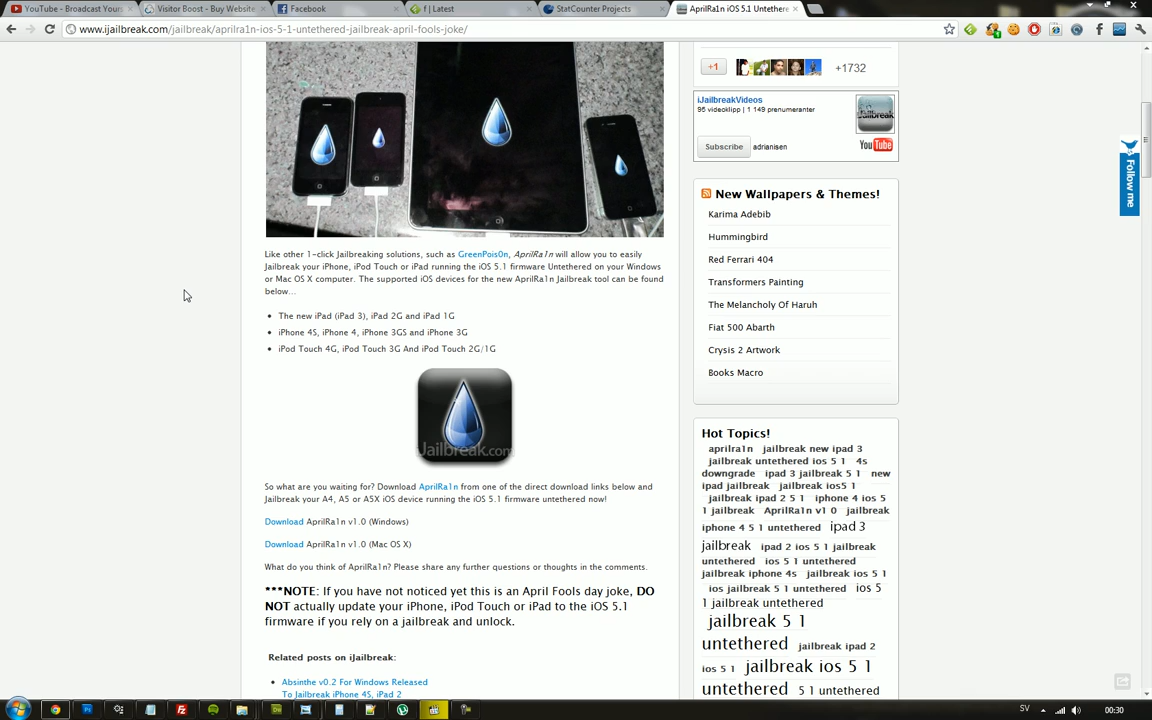 YouTube - Broadcast Yours
Visitor Boost - Buy Website
Facebook
f | Latest
StatCounter Projects
AprilRa1n iOS 5.1 Untethere
www.ijailbreak.com/jailbreak/aprilra1n-ios-5-1-untethered-jailbreak-april-fools-joke/
+1
+1732
iJailbreakVideos
95 videoklipp | 1 149 prenumeranter
iJailbreak
Subscribe
adrianisen
You Tube
Follow me
New Wallpapers & Themes!
Karima Adebib
Hummingbird
Red Ferrari 404
Transformers Painting
The Melancholy Of Haruh
Fiat 500 Abarth
Crysis 2 Artwork
Books Macro
Like other 1-click Jailbreaking solutions, such as GreenPois0n, AprilRa1n will allow you to easily
Jailbreak your iPhone, iPod Touch or iPad running the iOS 5.1 firmware Untethered on your Windows
or Mac OS X computer. The supported iOS devices for the new AprilRa1n Jailbreak tool can be found
below...
The new iPad (iPad 3), iPad 2G and iPad 1G
iPhone 4S, iPhone 4, iPhone 3GS and iPhone 3G
iPod Touch 4G, iPod Touch 3G And iPod Touch 2G/1G
iJailbreak.com
So what are you waiting for? Download AprilRa1n from one of the direct download links below and
Jailbreak your A4, A5 or A5X iOS device running the iOS 5.1 firmware untethered now!
Download AprilRa1n v1.0 (Windows)
Download AprilRa1n v1.0 (Mac OS X)
What do you think of AprilRa1n? Please share any further questions or thoughts in the comments.
***NOTE: If you have not noticed yet this is an April Fools day joke, DO
NOT actually update your iPhone, iPod Touch or iPad to the iOS 5.1
firmware if you rely on a jailbreak and unlock.
Related posts on iJailbreak:
Absinthe v0.2 For Windows Released
To Jailbreak iPhone 4S, iPad 2
Hot Topics!
aprilra1n jailbreak new ipad 3
jailbreak untethered ios 5 1 4s
downgrade ipad 3 jailbreak 5 1 new
ipad jailbreak jailbreak ios5 1
jailbreak ipad 2 5 1 iphone 4 ios 5
1 jailbreak AprilRa1n v1 0 jailbreak
iphone 4 5 1 untethered ipad 3
jailbreak ipad 2 ios 5 1 jailbreak
untethered ios 5 1 untethered
jailbreak iphone 4s jailbreak ios 5 1
ios jailbreak 5 1 untethered ios 5
1 jailbreak untethered
jailbreak 5 1
untethered jailbreak ipad 2
ios 5 1 jailbreak ios 5 1
untethered 5 1 untethered
SV
00:30